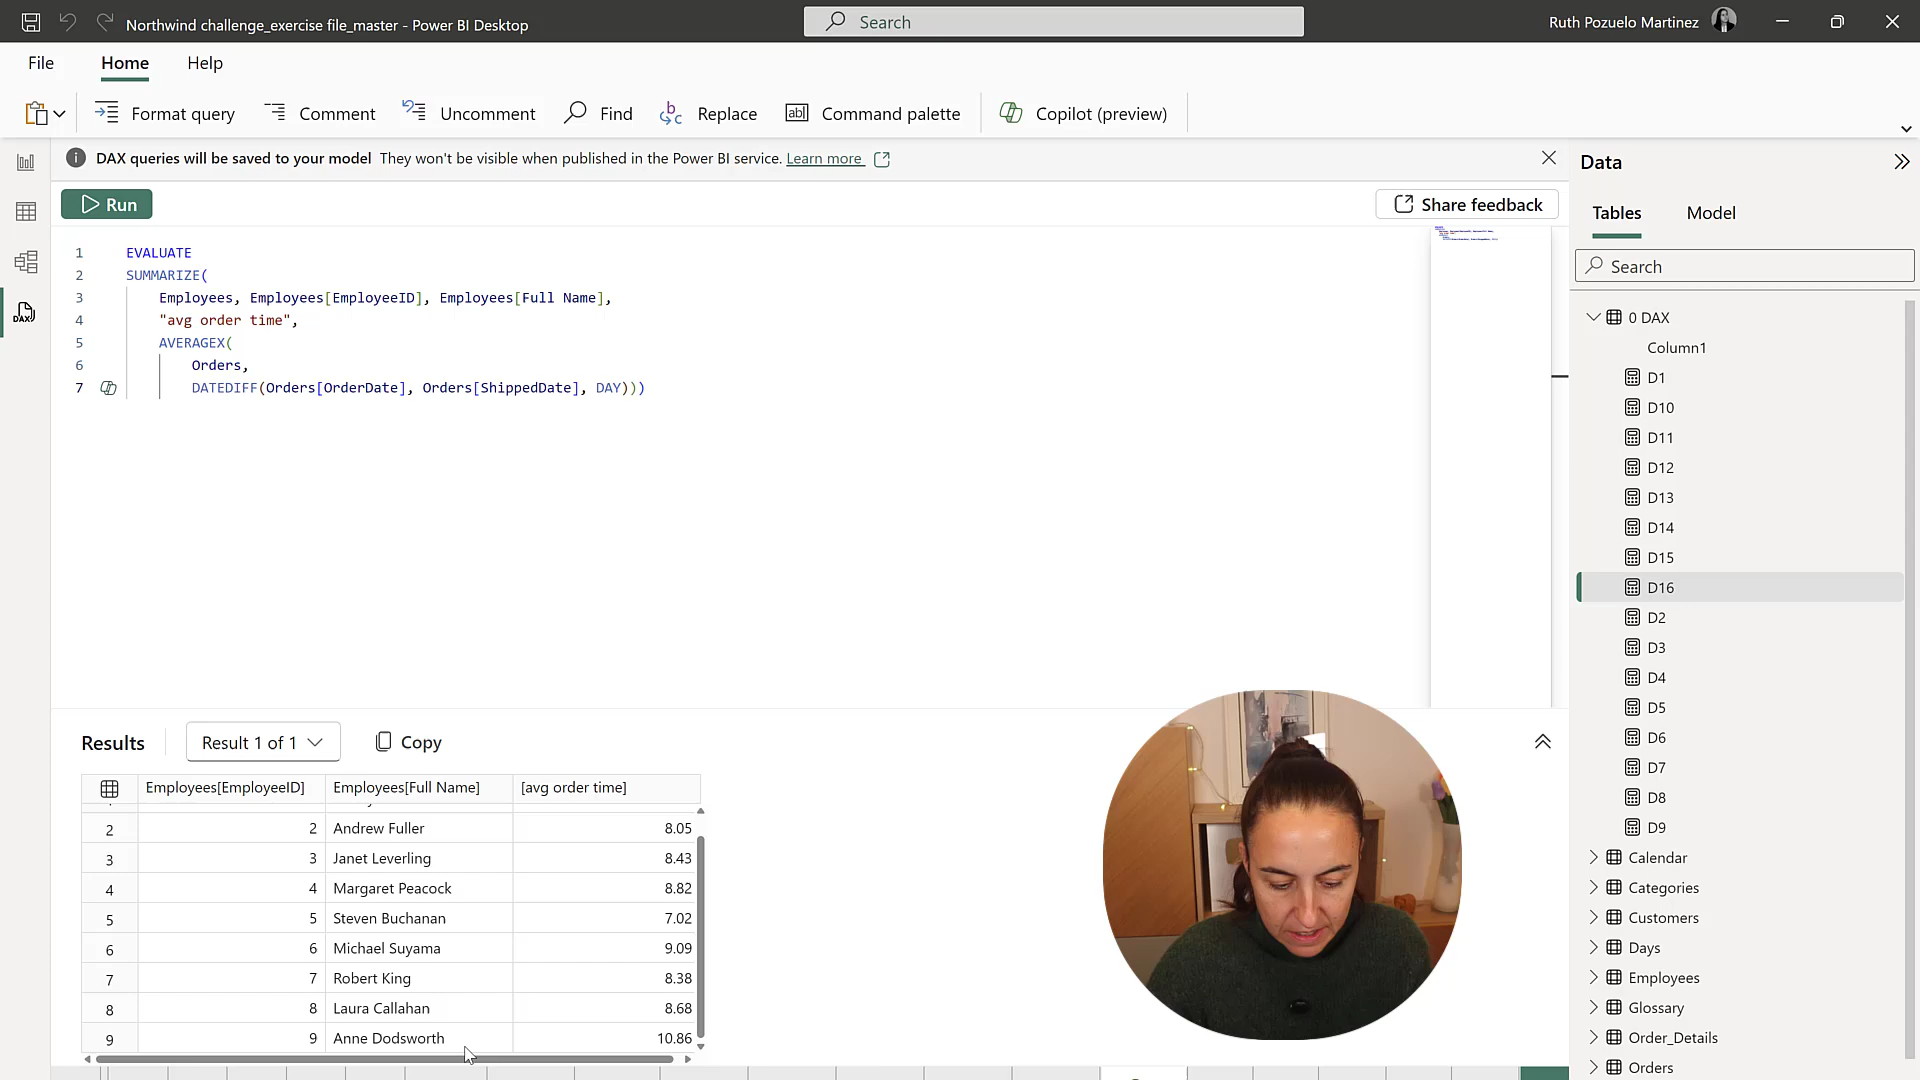 Northwind challenge_exercise file_master - Power BI Desktop
Search
Ruth Pozuelo Martinez
File
Home
Help
Format query
Comment
Uncomment
Find
Replace
Command palette
Copilot (preview)
DAX queries will be saved to your model They won't be visible when published in the Power BI service. Learn more
Run
Share feedback
1 EVALUATE
2 SUMMARIZE(
3 Employees, Employees[EmployeeID], Employees[Full Name],
4 "avg order time",
5 AVERAGEX(
6 Orders,
7 DATEDIFF(Orders[OrderDate], Orders[ShippedDate], DAY)))
Results
Result 1 of 1
Copy
Employees[EmployeeID] Employees[Full Name] [avg order time]
2 2 Andrew Fuller 8.05
3 3 Janet Leverling 8.43
4 4 Margaret Peacock 8.82
5 5 Steven Buchanan 7.02
6 6 Michael Suyama 9.09
7 7 Robert King 8.38
8 8 Laura Callahan 8.68
9 9 Anne Dodsworth 10.86
Data
Tables
Model
Search
0 DAX
Column1
D1
D10
D11
D12
D13
D14
D15
D16
D2
D3
D4
D5
D6
D7
D8
D9
Calendar
Categories
Customers
Days
Employees
Glossary
Order_Details
Orders
DAX